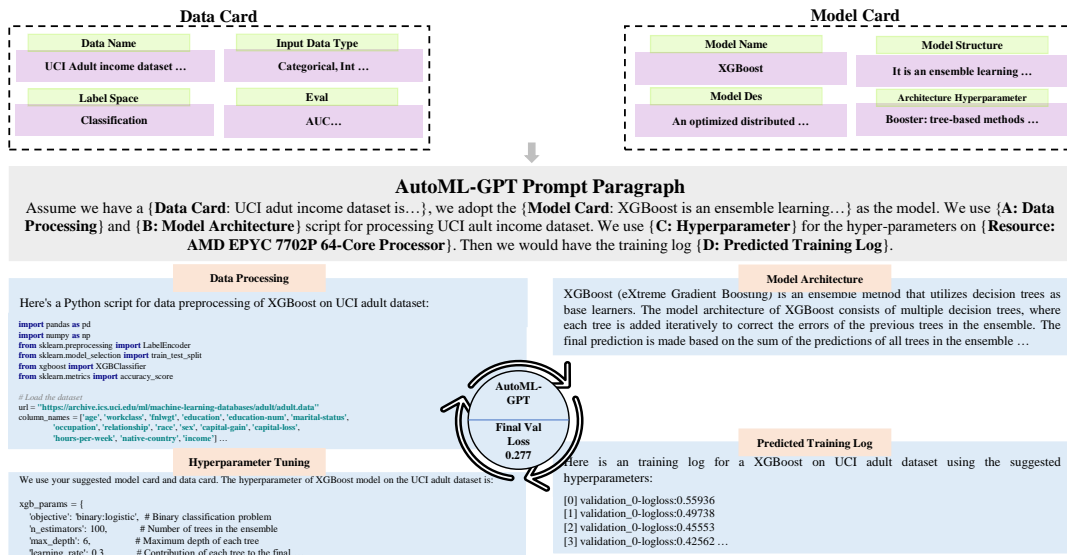 Data Card
Data Name
UCI Adult income dataset …
Input Data Type
Categorical, Int …
Label Space
Classification
Eval
AUC…
Model Card
Model Name
XGBoost
Model Structure
It is an ensemble learning …
Model Des
An optimized distributed …
Architecture Hyperparameter
Booster: tree-based methods …
AutoML-GPT Prompt Paragraph
Assume we have a {Data Card: UCI adut income dataset is…}, we adopt the {Model Card: XGBoost is an ensemble learning…} as the model. We use {A: Data
Processing} and {B: Model Architecture} script for processing UCI ault income dataset. We use {C: Hyperparameter} for the hyper-parameters on {Resource:
AMD EPYC 7702P 64-Core Processor}. Then we would have the training log {D: Predicted Training Log}.
Data Processing
Here's a Python script for data preprocessing of XGBoost on UCI adult dataset:
import pandas as pd
import numpy as np
from sklearn.preprocessing import LabelEncoder
from sklearn.model_selection import train_test_split
from xgboost import XGBClassifier
from sklearn.metrics import accuracy_score
# Load the dataset
url = "https://archive.ics.uci.edu/ml/machine-learning-databases/adult/adult.data"
column_names = ['age', 'workclass', 'fnlwgt', 'education', 'education-num', 'marital-status',
'occupation', 'relationship', 'race', 'sex', 'capital-gain', 'capital-loss',
'hours-per-week', 'native-country', 'income'] …
Model Architecture
XGBoost (eXtreme Gradient Boosting) is an ensemble method that utilizes decision trees as
base learners. The model architecture of XGBoost consists of multiple decision trees, where
each tree is added iteratively to correct the errors of the previous trees in the ensemble. The
final prediction is made based on the sum of the predictions of all trees in the ensemble …
AutoML-
GPT
Final Val
Loss
0.277
Hyperparameter Tuning
We use your suggested model card and data card. The hyperparameter of XGBoost model on the UCI adult dataset is:
xgb_params = {
'objective': 'binary:logistic', # Binary classification problem
'n_estimators': 100, # Number of trees in the ensemble
'max_depth': 6, # Maximum depth of each tree
'learning_rate': 0.3, # Contribution of each tree to the final
Predicted Training Log
Here is an training log for a XGBoost on UCI adult dataset using the suggested
hyperparameters:
[0] validation_0-logloss:0.55936
[1] validation_0-logloss:0.49738
[2] validation_0-logloss:0.45553
[3] validation_0-logloss:0.42562 …